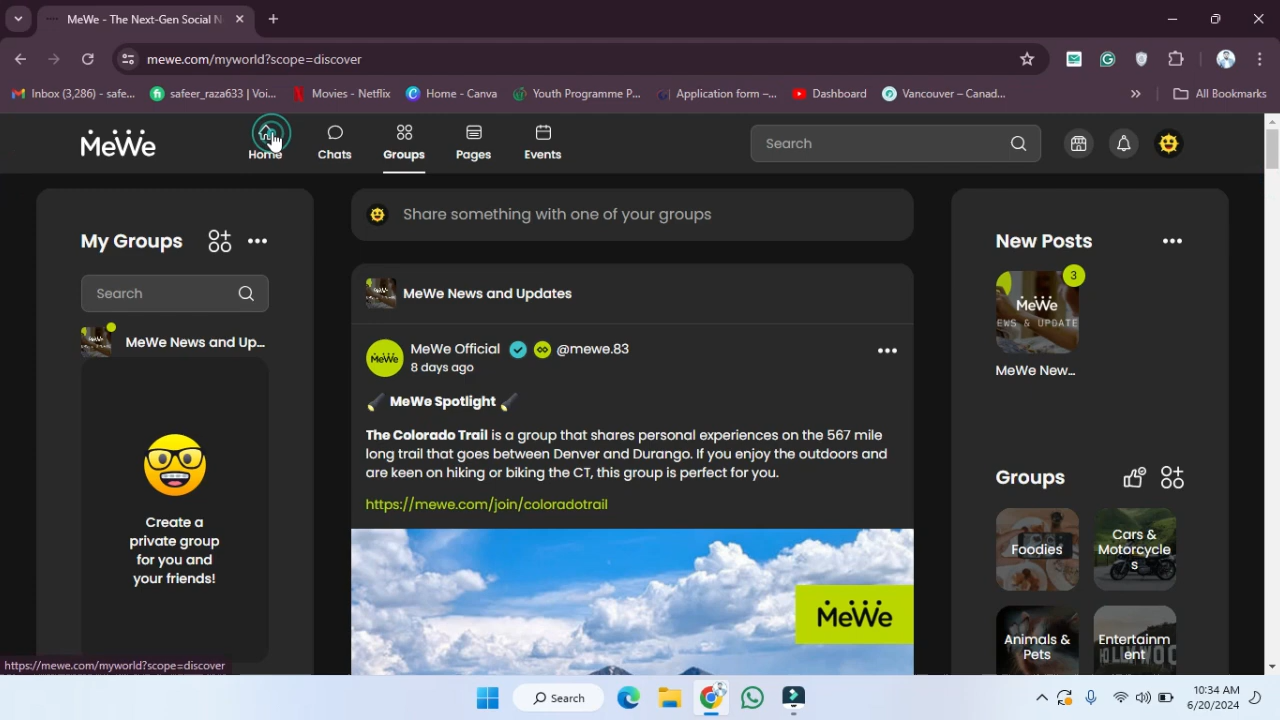 MeWe - The Next-Gen Social N
mewe.com/myworld?scope=discover
Inbox (3,286) - safe...
safeer_raza633 | Voi...
Movies - Netflix
Home - Canva
Youth Programme P...
Application form –...
Dashboard
Vancouver – Canad...
All Bookmarks
MeWe
Home
Chats
Groups
Pages
Events
Search
My Groups
Search
MeWe News and Up...
Create a
private group
for you and
your friends!
Share something with one of your groups
MeWe News and Updates
MeWe Official @mewe.83
8 days ago
MeWe Spotlight
The Colorado Trail is a group that shares personal experiences on the 567 mile
long trail that goes between Denver and Durango. If you enjoy the outdoors and
are keen on hiking or biking the CT, this group is perfect for you.
https://mewe.com/join/coloradotrail
MeWe
New Posts
3
MeWe
EWS & UPDATE
MeWe New...
Groups
Foodies
Cars &
Motorcycle
s
Animals &
Pets
Entertainm
ent
https://mewe.com/myworld?scope=discover
Search
10:34 AM
6/20/2024